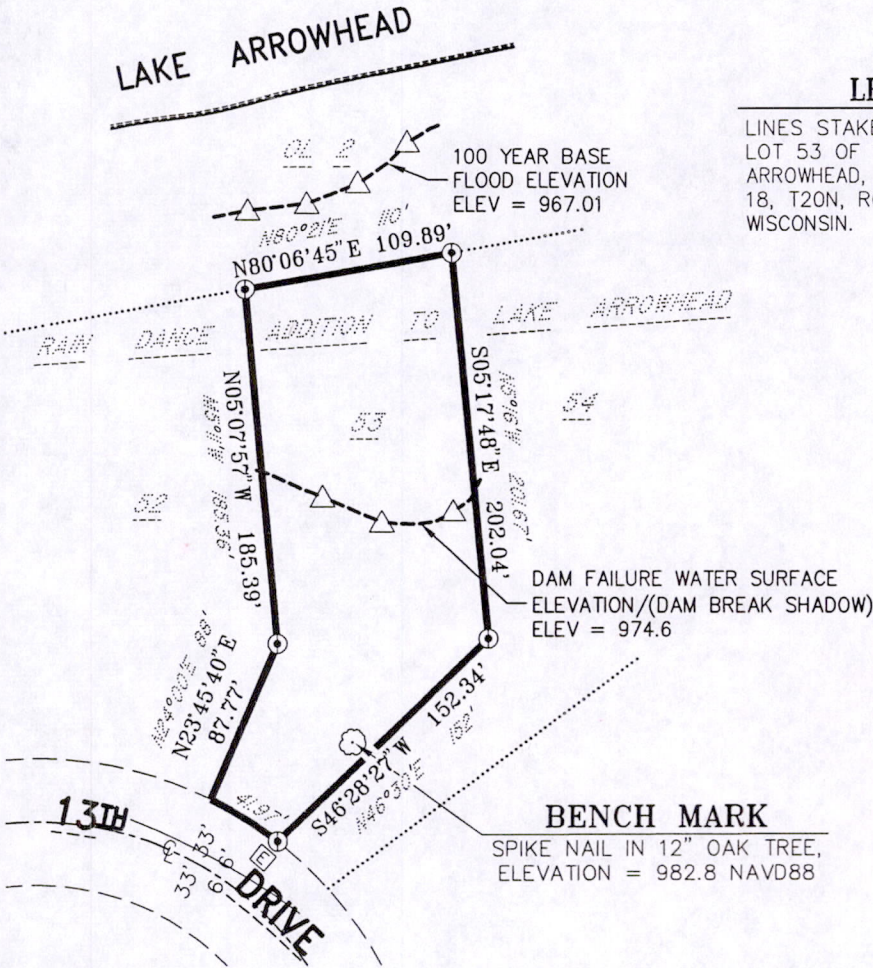 LAKE ARROWHEAD
LINES STAKE
LOT 53 OF
ARROWHEAD,
18, T20N, R
WISCONSIN.
OL 2
100 YEAR BASE
FLOOD ELEVATION
ELEV = 967.01
N80°21'E 110'
N80°06'45"E 109.89'
RAIN DANCE ADDITION TO LAKE ARROWHEAD
N05°07'57"W 185.39'
185.36'
53
S05°17'48"E 202.04'
N5°16'W 201.67'
54
52
DAM FAILURE WATER SURFACE
ELEVATION/(DAM BREAK SHADOW)
ELEV = 974.6
N24°00'E 88'
N23°45'40"E
87.77'
152.34'
152'
S46°28'27"W
N46°39'E
41.97'
13TH DRIVE
33'
66'
33'
E
BENCH MARK
SPIKE NAIL IN 12" OAK TREE,
ELEVATION = 982.8 NAVD88